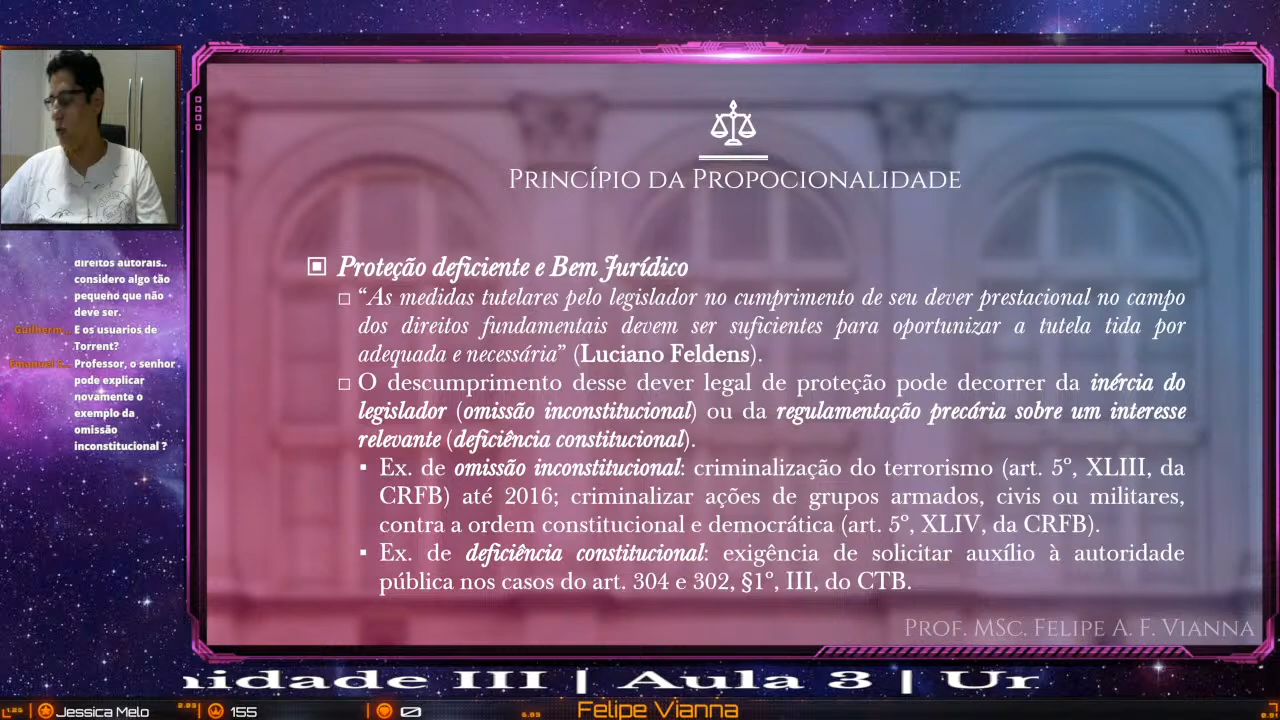 Princípio da Propocionalidade
Proteção deficiente e Bem Jurídico
“As medidas tutelares pelo legislador no cumprimento de seu dever prestacional no campo
dos direitos fundamentais devem ser suficientes para oportunizar a tutela tida por
adequada e necessária” (Luciano Feldens).
O descumprimento desse dever legal de proteção pode decorrer da inércia do
legislador (omissão inconstitucional) ou da regulamentação precária sobre um interesse
relevante (deficiência constitucional).
Ex. de omissão inconstitucional: criminalização do terrorismo (art. 5º, XLIII, da
CRFB) até 2016; criminalizar ações de grupos armados, civis ou militares,
contra a ordem constitucional e democrática (art. 5º, XLIV, da CRFB).
Ex. de deficiência constitucional: exigência de solicitar auxílio à autoridade
pública nos casos do art. 304 e 302, §1º, III, do CTB.
Prof. MSc. Felipe A. F. Vianna
direitos autorais..
considero algo tão
pequeno que não
deve ser.
E os usuarios de
Torrent?
Professor, o senhor
pode explicar
novamente o
exemplo da
omissão
inconstitucional ?
nidade III | Aula 3 | Ur
Jessica Melo
155
0
Felipe Vianna